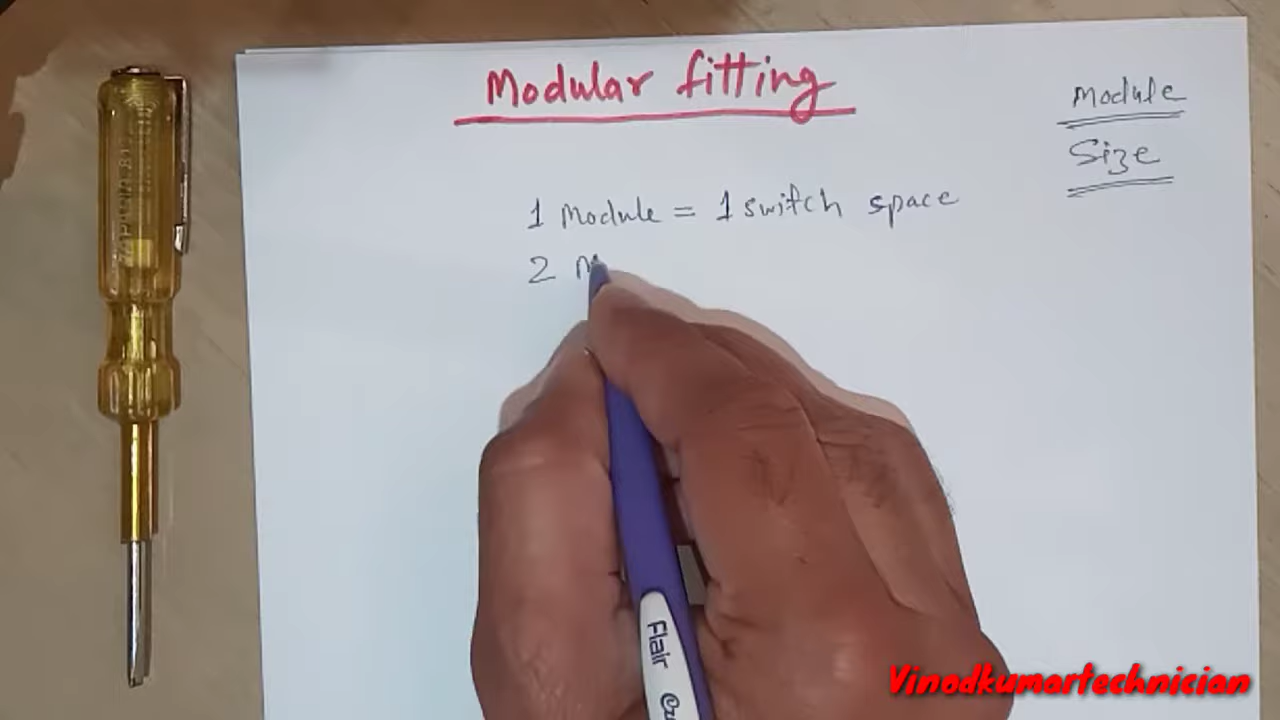 Modular fitting
Module
Size
1 Module = 1 switch space
2 M
Flair
Vinodkumartechnician